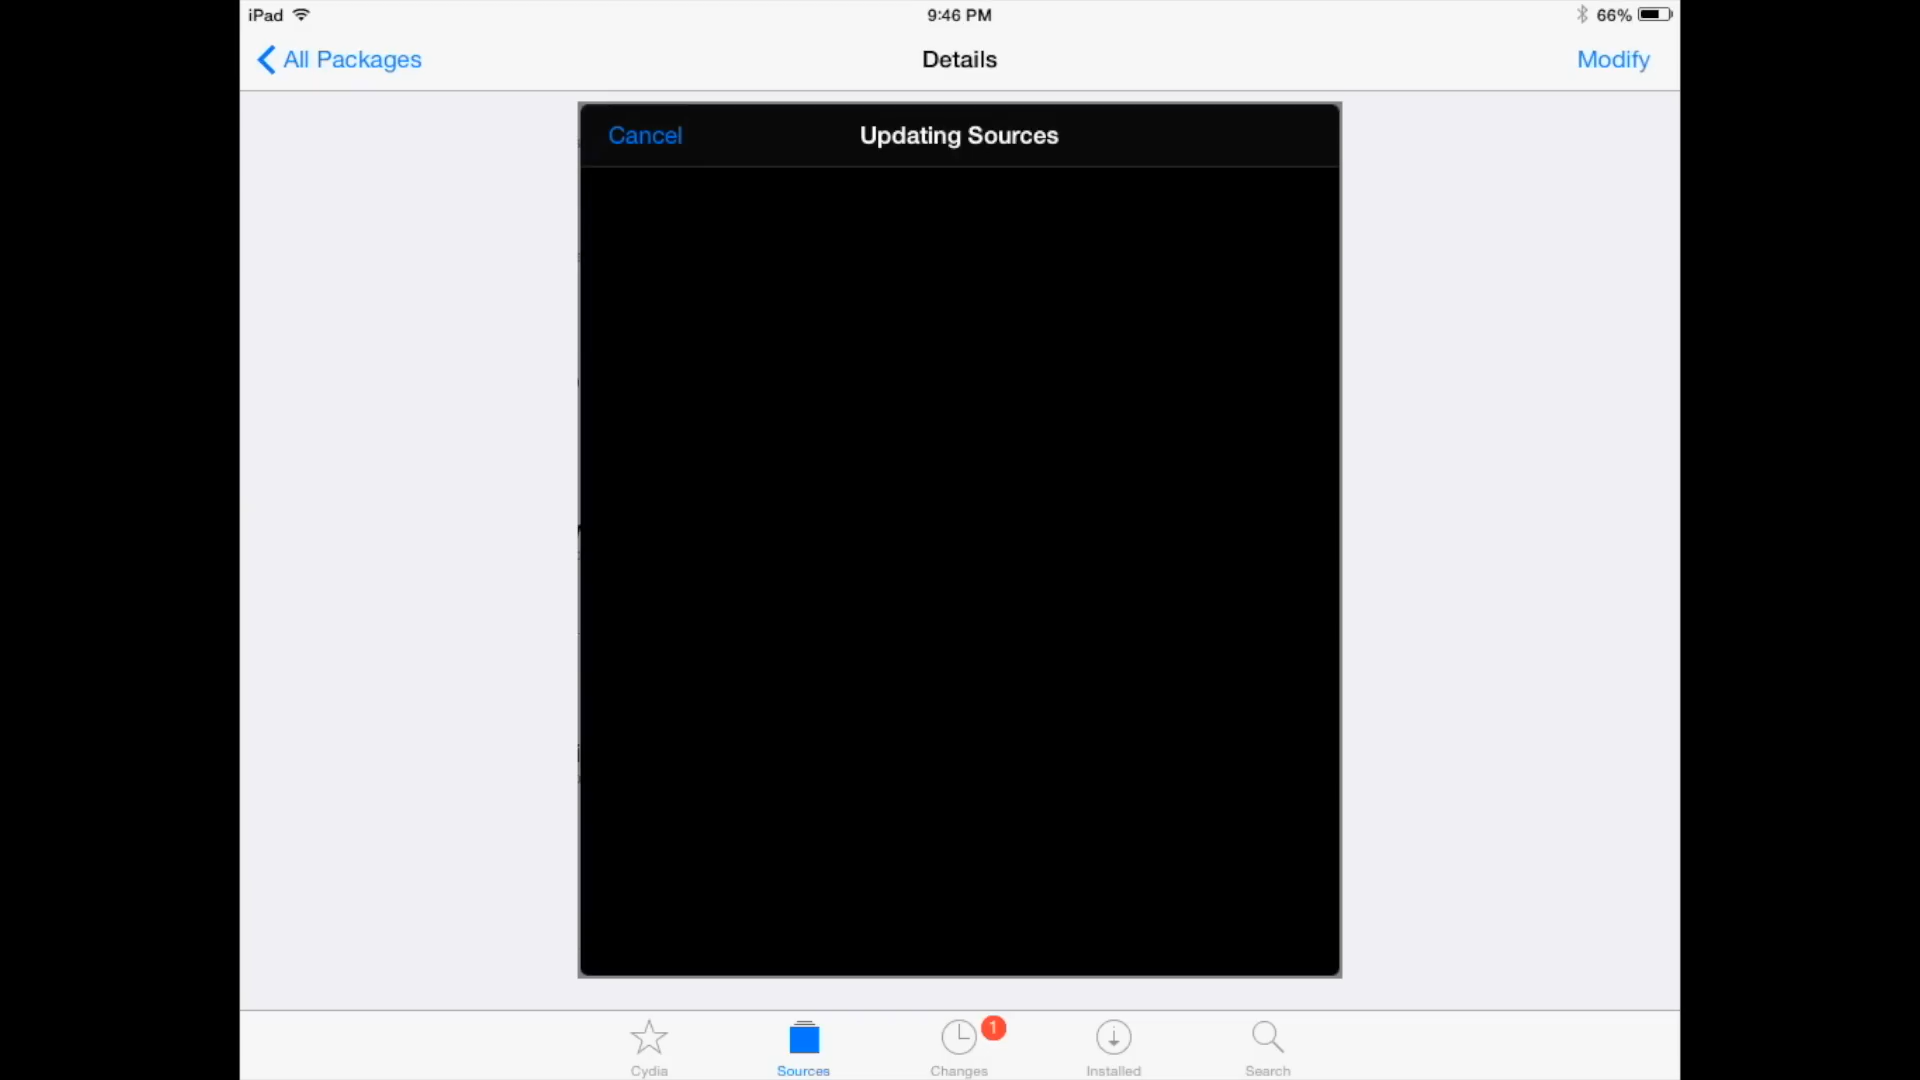 iPad 9:46 PM 66%
All Packages Details Modify
Cancel Updating Sources
1
Cydia Sources Changes Installed Search